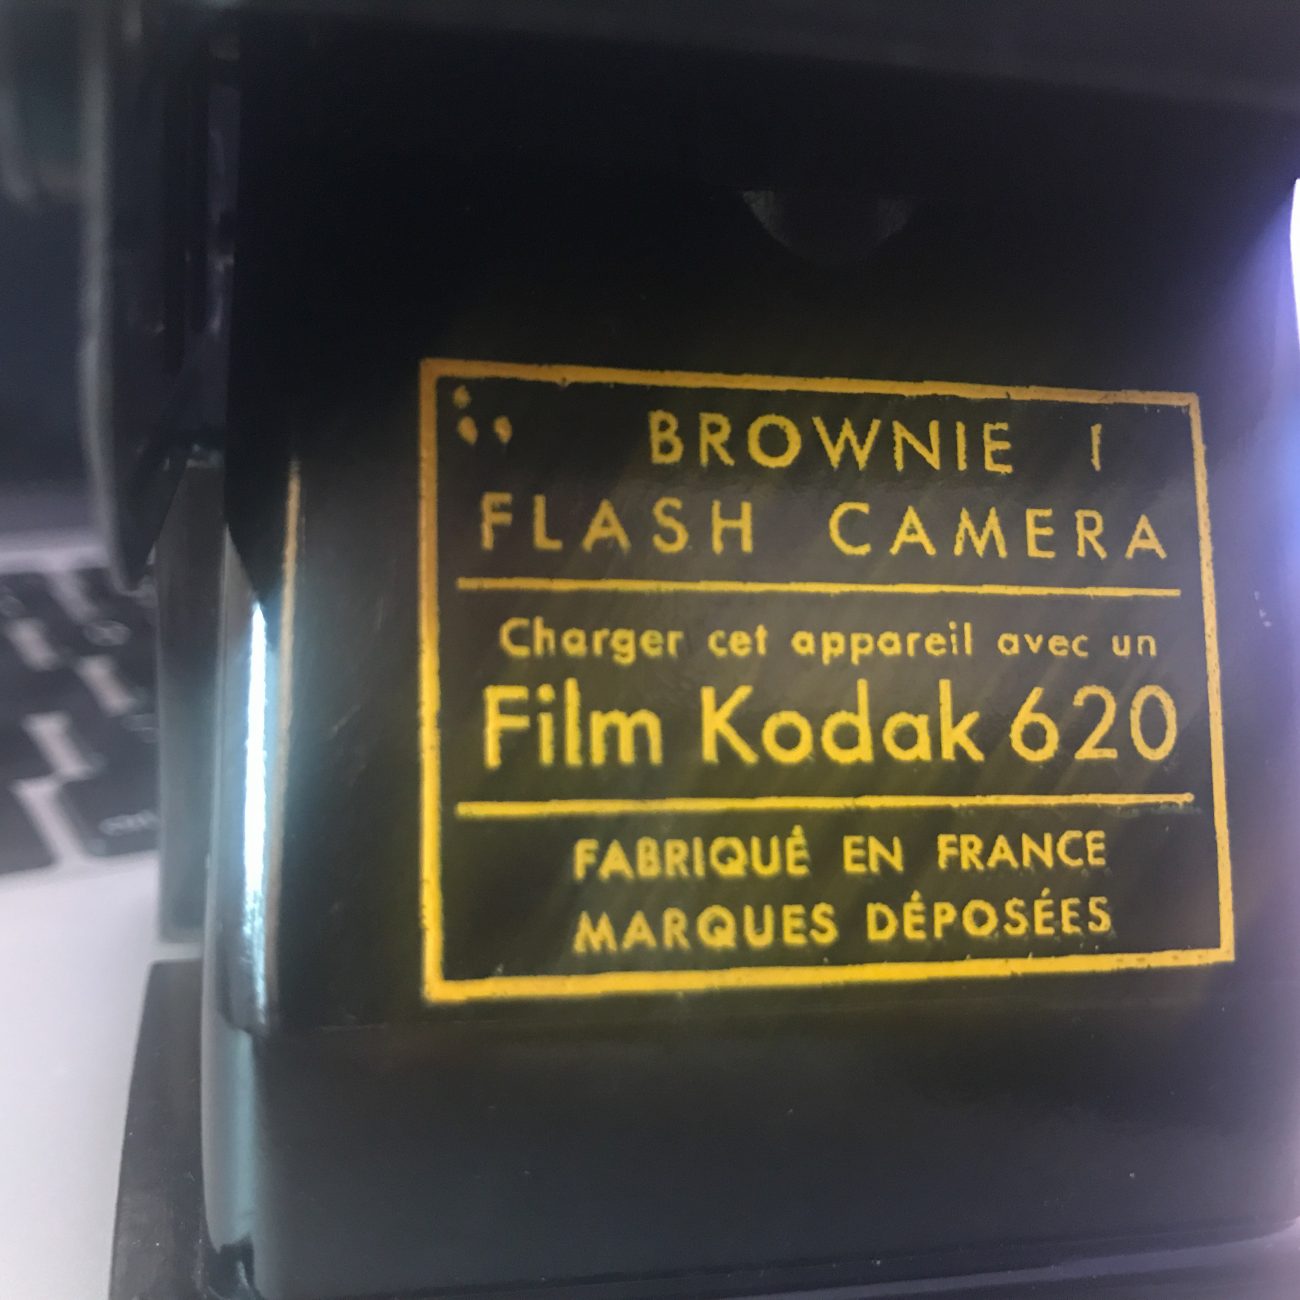 BROWNIE I
FLASH CAMERA
Charger cet appareil avec un
Film Kodak 620
FABRIQUÉ EN FRANCE
MARQUES DÉPOSÉES